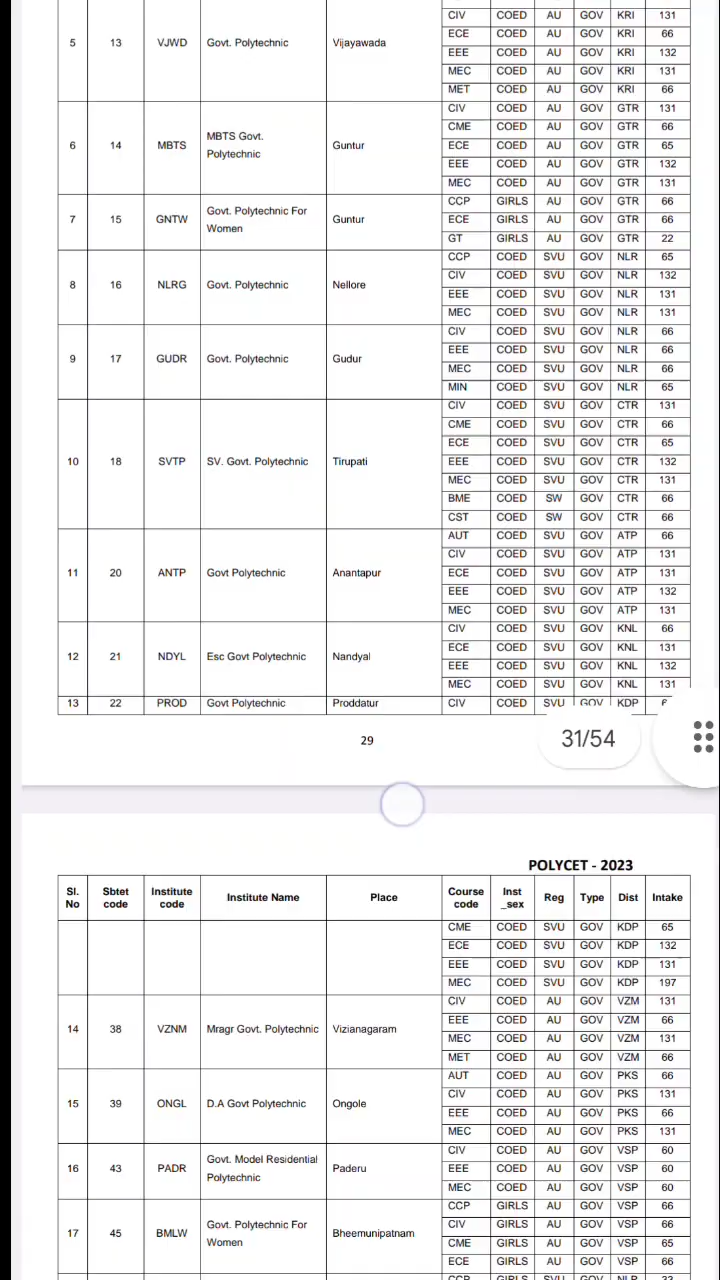 CIV COED AU GOV KRI 131
ECE COED AU GOV KRI 66
5 13 VJWD Govt. Polytechnic Vijayawada EEE COED AU GOV KRI 132
MEC COED AU GOV KRI 131
MET COED AU GOV KRI 66
CIV COED AU GOV GTR 131
CME COED AU GOV GTR 66
6 14 MBTS MBTS Govt. Polytechnic Guntur ECE COED AU GOV GTR 65
EEE COED AU GOV GTR 132
MEC COED AU GOV GTR 131
CCP GIRLS AU GOV GTR 66
7 15 GNTW Govt. Polytechnic For Women Guntur ECE GIRLS AU GOV GTR 66
GT GIRLS AU GOV GTR 22
CCP COED SVU GOV NLR 65
8 16 NLRG Govt. Polytechnic Nellore CIV COED SVU GOV NLR 132
EEE COED SVU GOV NLR 131
MEC COED SVU GOV NLR 131
CIV COED SVU GOV NLR 66
9 17 GUDR Govt. Polytechnic Gudur EEE COED SVU GOV NLR 66
MEC COED SVU GOV NLR 66
MIN COED SVU GOV NLR 65
CIV COED SVU GOV CTR 131
CME COED SVU GOV CTR 66
ECE COED SVU GOV CTR 65
10 18 SVTP SV. Govt. Polytechnic Tirupati EEE COED SVU GOV CTR 132
MEC COED SVU GOV CTR 131
BME COED SW GOV CTR 66
CST COED SW GOV CTR 66
AUT COED SVU GOV ATP 66
CIV COED SVU GOV ATP 131
11 20 ANTP Govt Polytechnic Anantapur ECE COED SVU GOV ATP 131
EEE COED SVU GOV ATP 132
MEC COED SVU GOV ATP 131
CIV COED SVU GOV KNL 66
12 21 NDYL Esc Govt Polytechnic Nandyal ECE COED SVU GOV KNL 131
EEE COED SVU GOV KNL 132
MEC COED SVU GOV KNL 131
13 22 PROD Govt Polytechnic Proddatur CIV COED SVU GOV KDP
29
31/54
POLYCET - 2023
Sl. No Sbtet code Institute code Institute Name Place Course code Inst _sex Reg Type Dist Intake
CME COED SVU GOV KDP 65
ECE COED SVU GOV KDP 132
EEE COED SVU GOV KDP 131
MEC COED SVU GOV KDP 197
CIV COED AU GOV VZM 131
14 38 VZNM Mragr Govt. Polytechnic Vizianagaram EEE COED AU GOV VZM 66
MEC COED AU GOV VZM 131
MET COED AU GOV VZM 66
AUT COED AU GOV PKS 66
15 39 ONGL D.A Govt Polytechnic Ongole CIV COED AU GOV PKS 131
EEE COED AU GOV PKS 66
MEC COED AU GOV PKS 131
CIV COED AU GOV VSP 60
16 43 PADR Govt. Model Residential Polytechnic Paderu EEE COED AU GOV VSP 60
MEC COED AU GOV VSP 60
CCP GIRLS AU GOV VSP 66
17 45 BMLW Govt. Polytechnic For Women Bheemunipatnam CIV GIRLS AU GOV VSP 66
CME GIRLS AU GOV VSP 65
ECE GIRLS AU GOV VSP 66